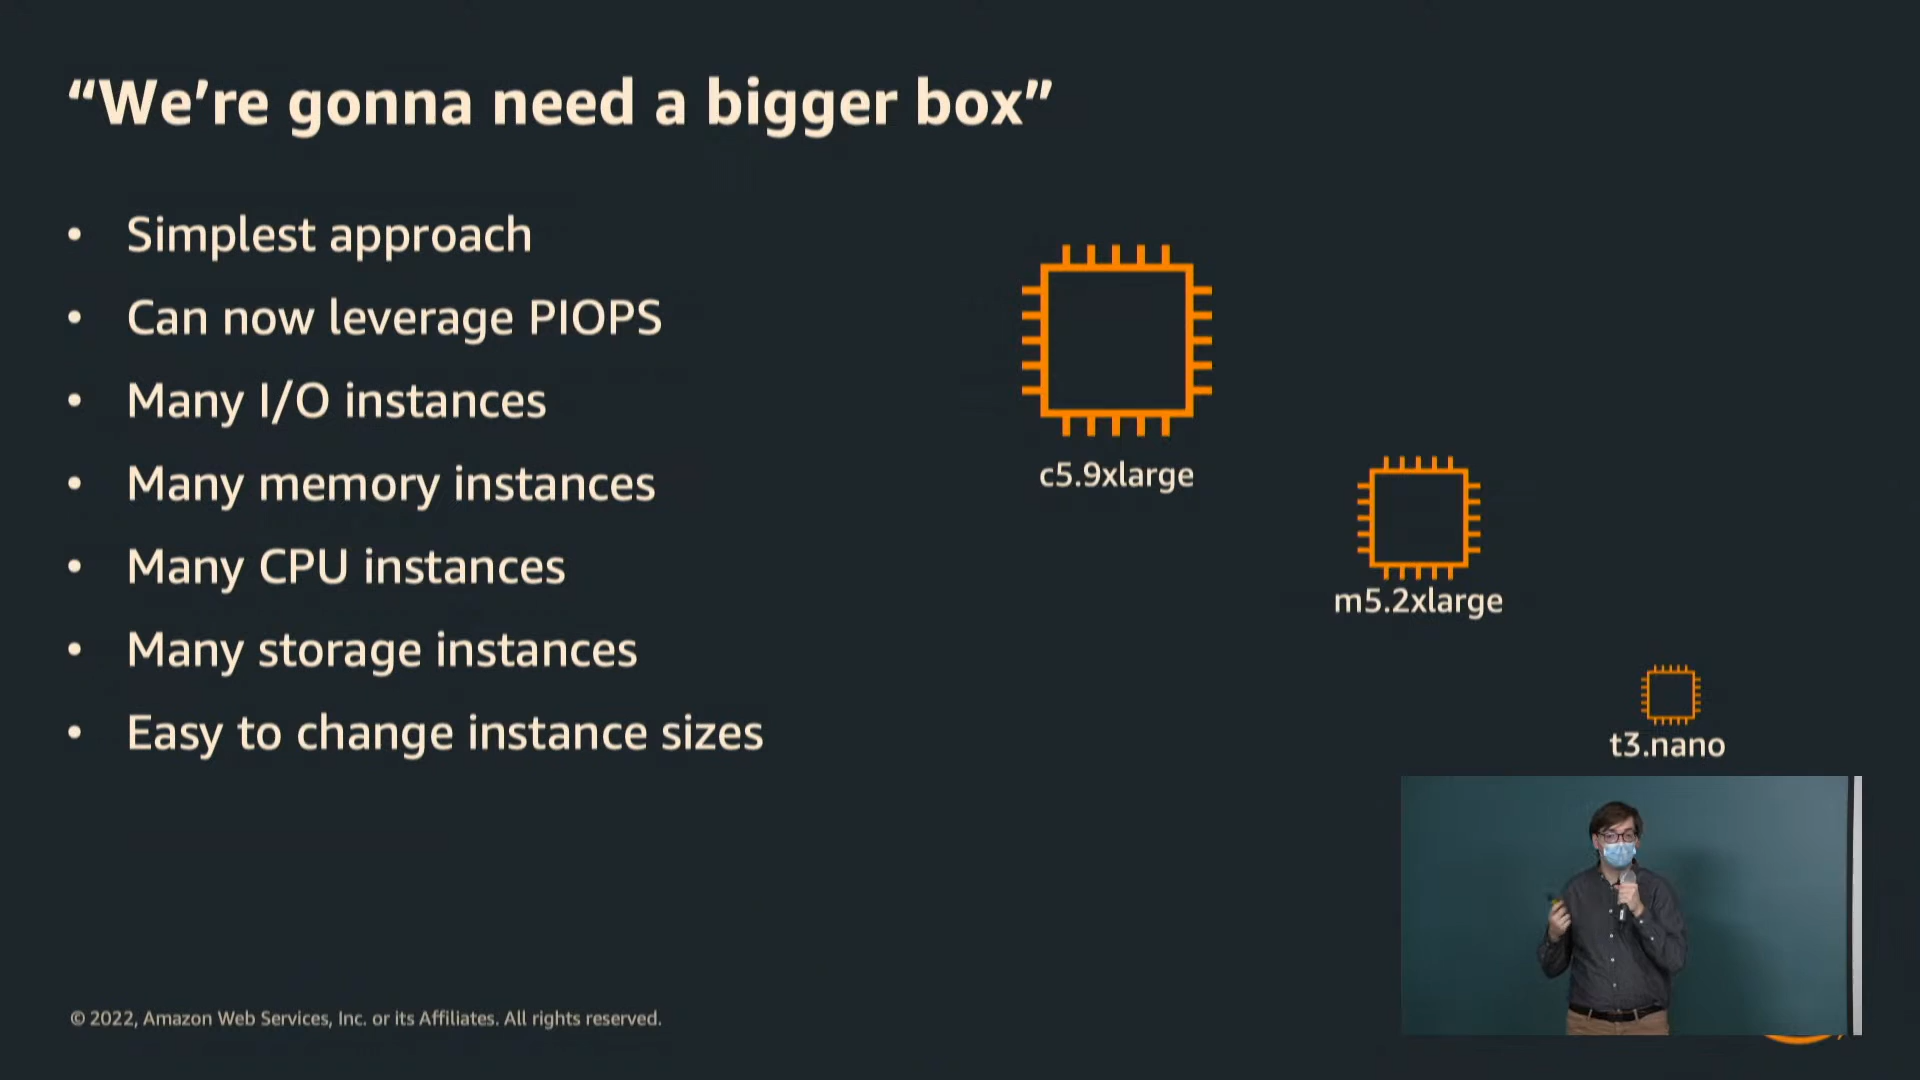 “We’re gonna need a bigger box”
• Simplest approach
• Can now leverage PIOPS
• Many I/O instances
• Many memory instances
• Many CPU instances
• Many storage instances
• Easy to change instance sizes
c5.9xlarge
m5.2xlarge
t3.nano
© 2022, Amazon Web Services, Inc. or its Affiliates. All rights reserved.